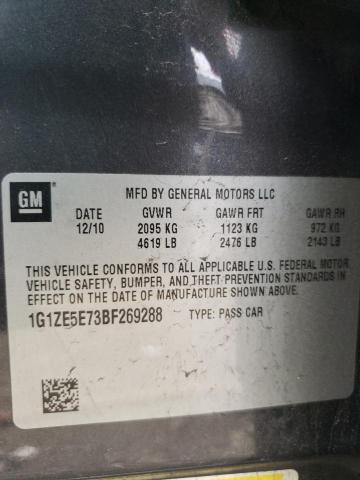 GM
MFD BY GENERAL MOTORS LLC
DATE GVWR GAWR FRT GAWR RR
12/10 2095 KG 1123 KG 972 KG
4619 LB 2476 LB 2143 LB
THIS VEHICLE CONFORMS TO ALL APPLICABLE U.S. FEDERAL MOTOR
VEHICLE SAFETY, BUMPER, AND THEFT PREVENTION STANDARDS IN
EFFECT ON THE DATE OF MANUFACTURE SHOWN ABOVE.
1G1ZE5E73BF269288 TYPE: PASS CAR